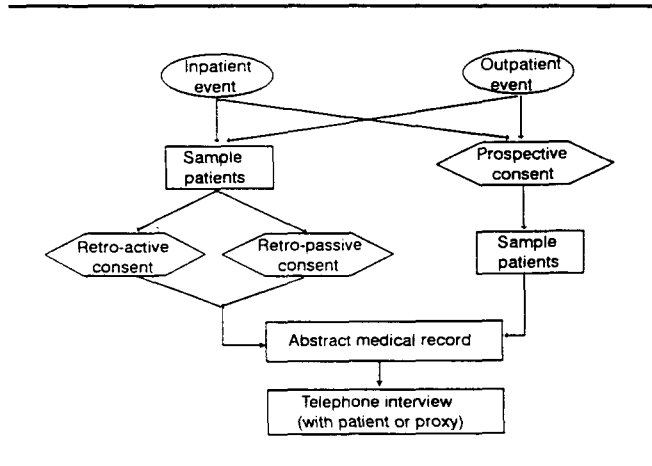 Inpatient
event
Outpatient
event
Sample
patients
Prospective
consent
Retro-active
consent
Retro-passive
consent
Sample
patients
Abstract medical record
Telephone interview
(with patient or proxy)